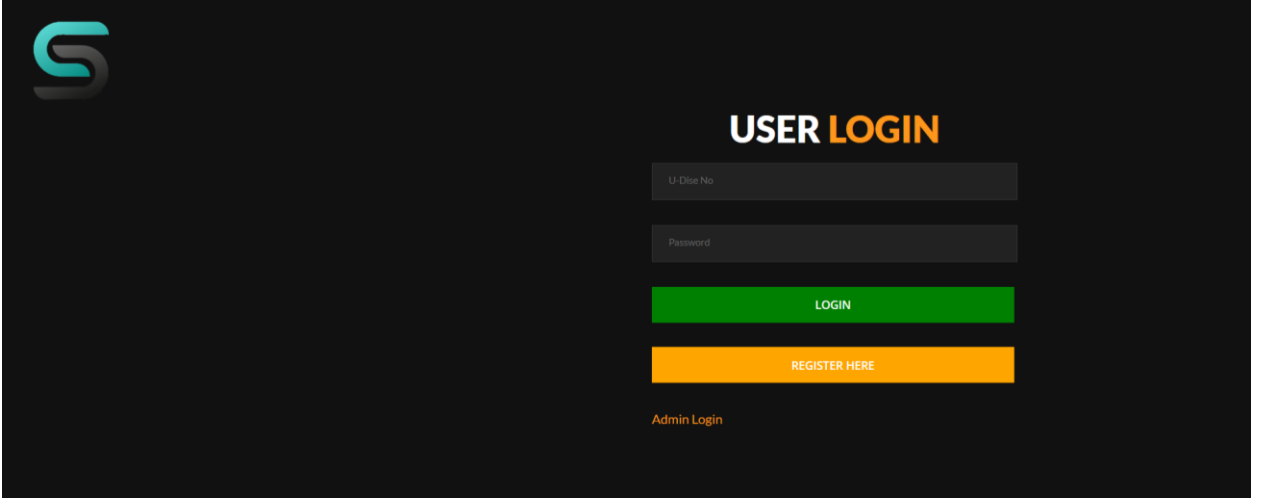 USER LOGIN
U-Dise No
Password
LOGIN
REGISTER HERE
Admin Login